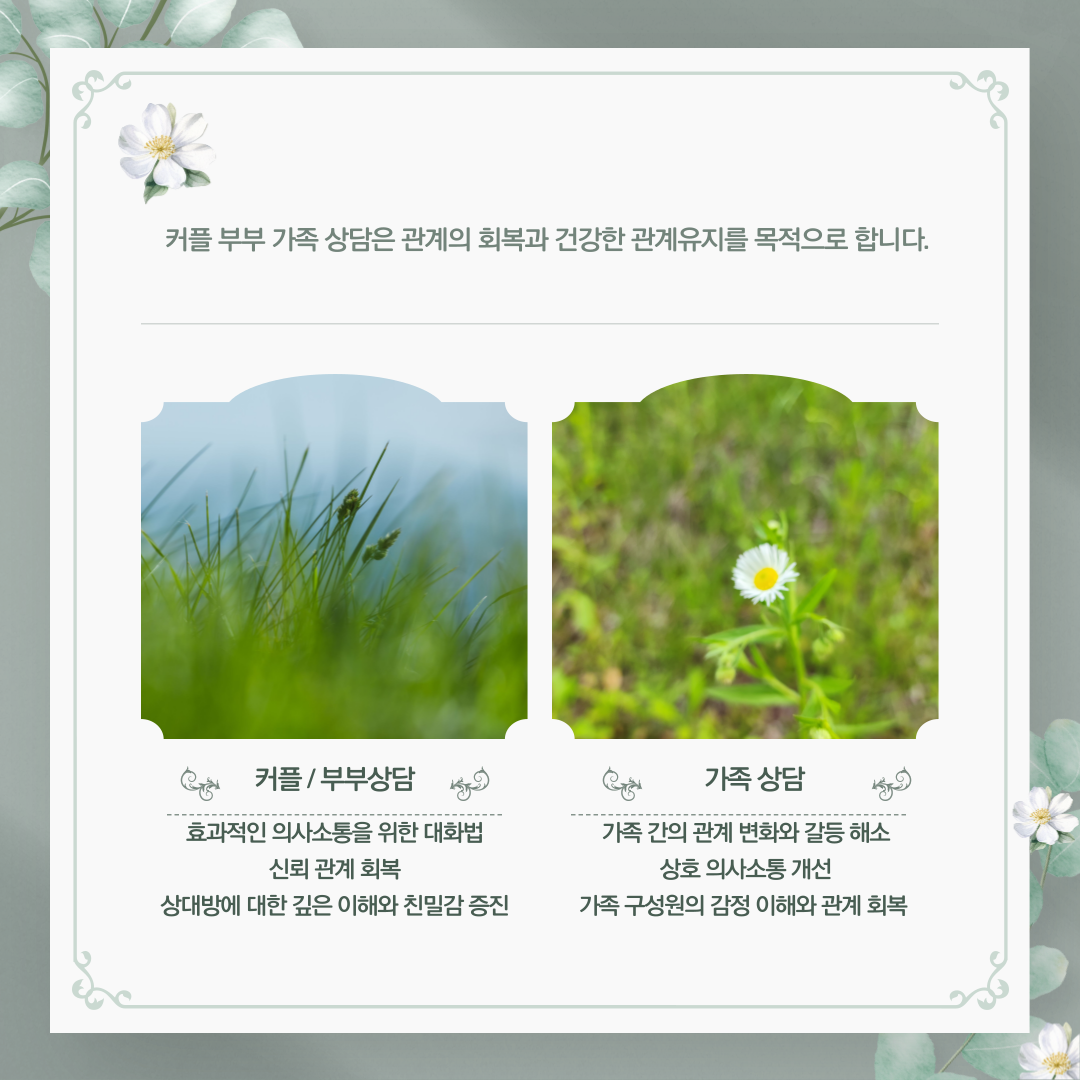 커플 부부 가족 상담은 관계의 회복과 건강한 관계유지를 목적으로 합니다.
커플 / 부부상담
효과적인 의사소통을 위한 대화법
신뢰 관계 회복
상대방에 대한 깊은 이해와 친밀감 증진
가족 상담
가족 간의 관계 변화와 갈등 해소
상호 의사소통 개선
가족 구성원의 감정 이해와 관계 회복